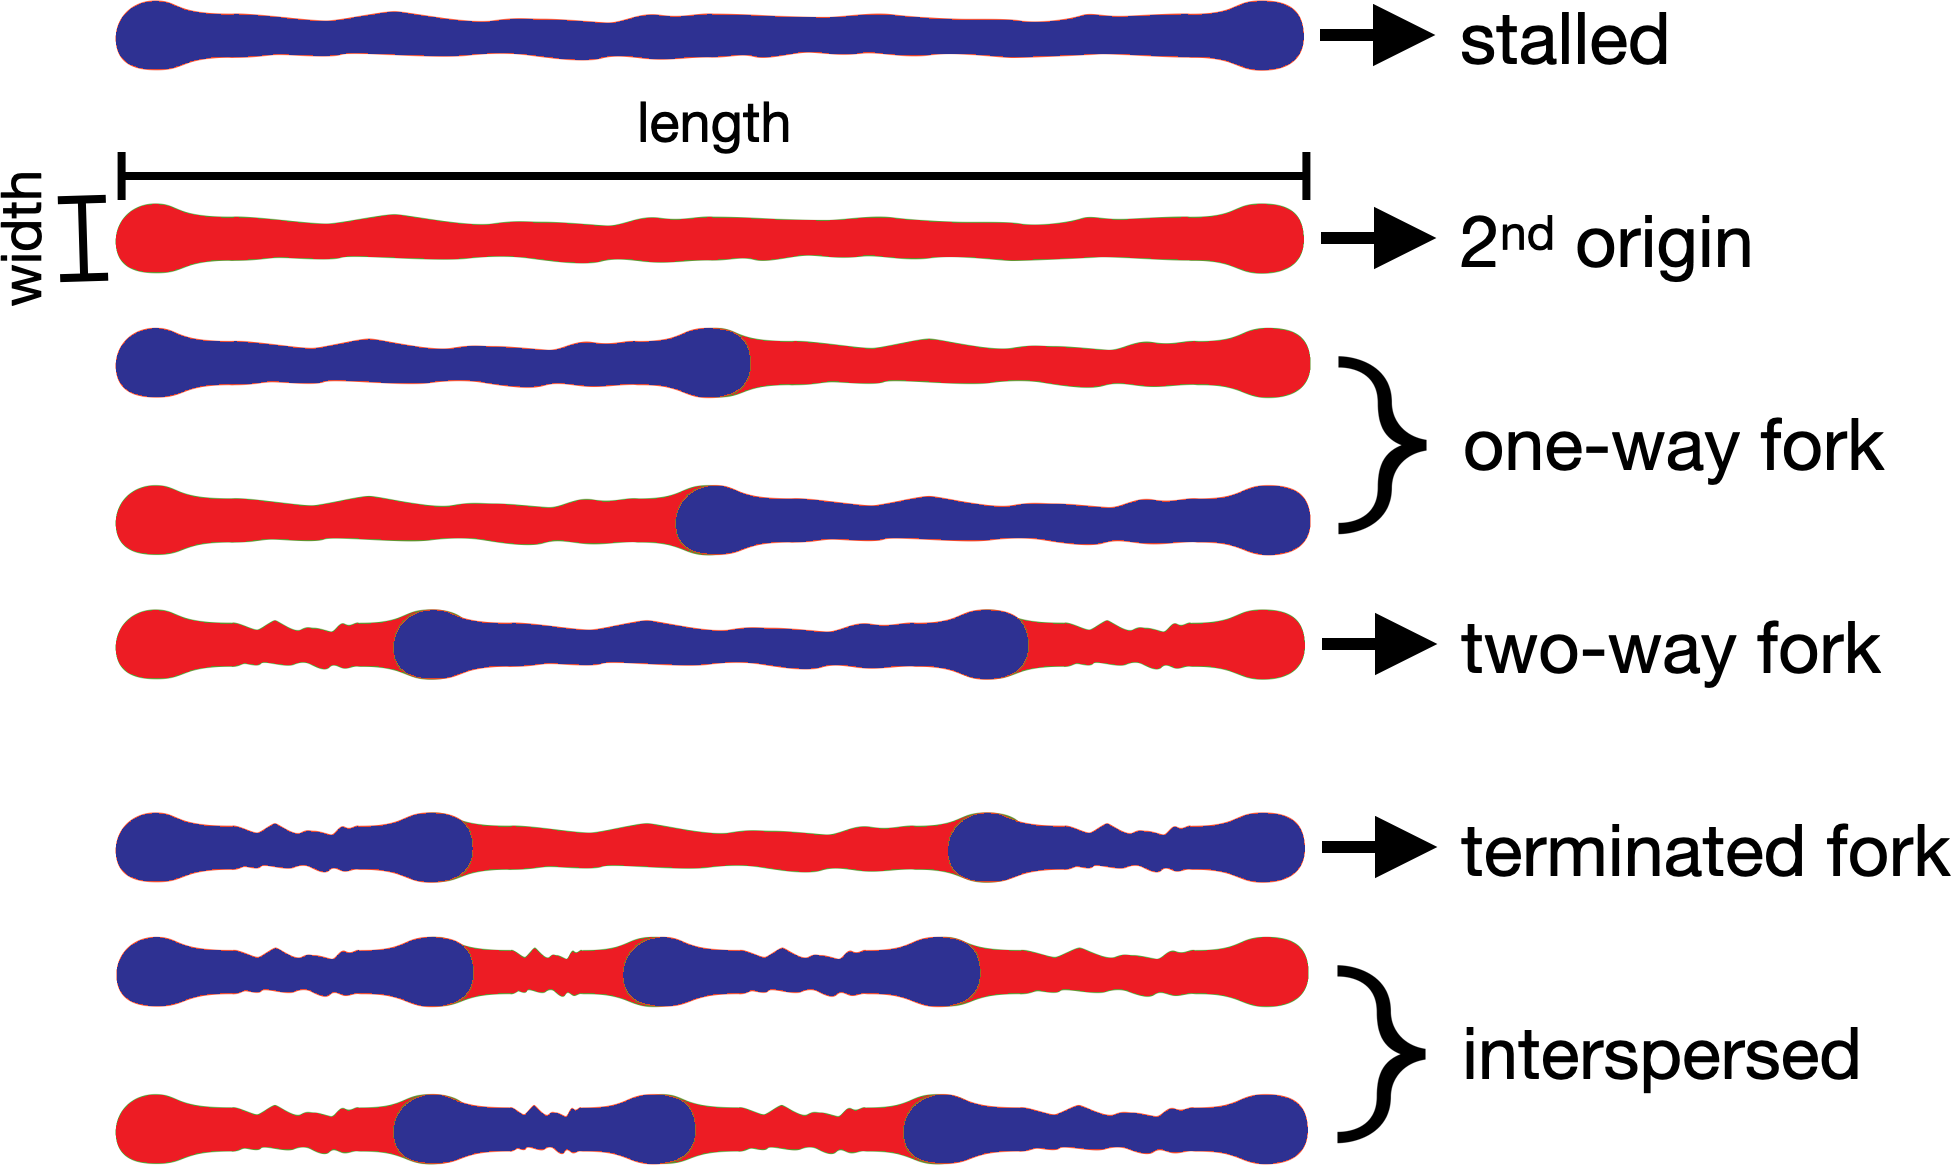 stalled
length
width
2nd origin
one-way fork
two-way fork
terminated fork
interspersed